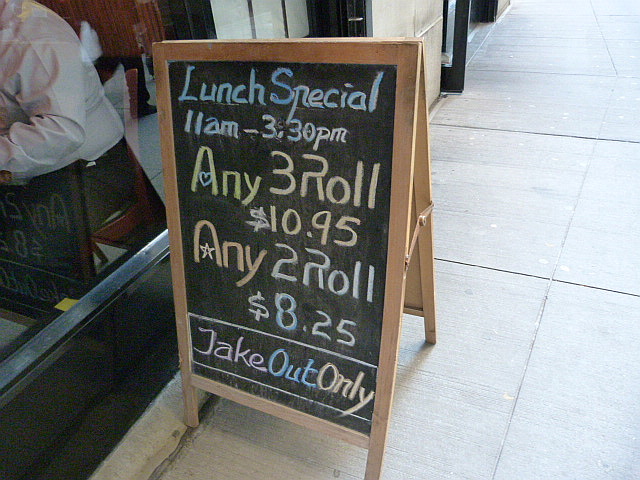 Lunch Special
11am - 3:30pm
Any 3 Roll
$10.95
Any 2 Roll
$8.25
Take Out Only